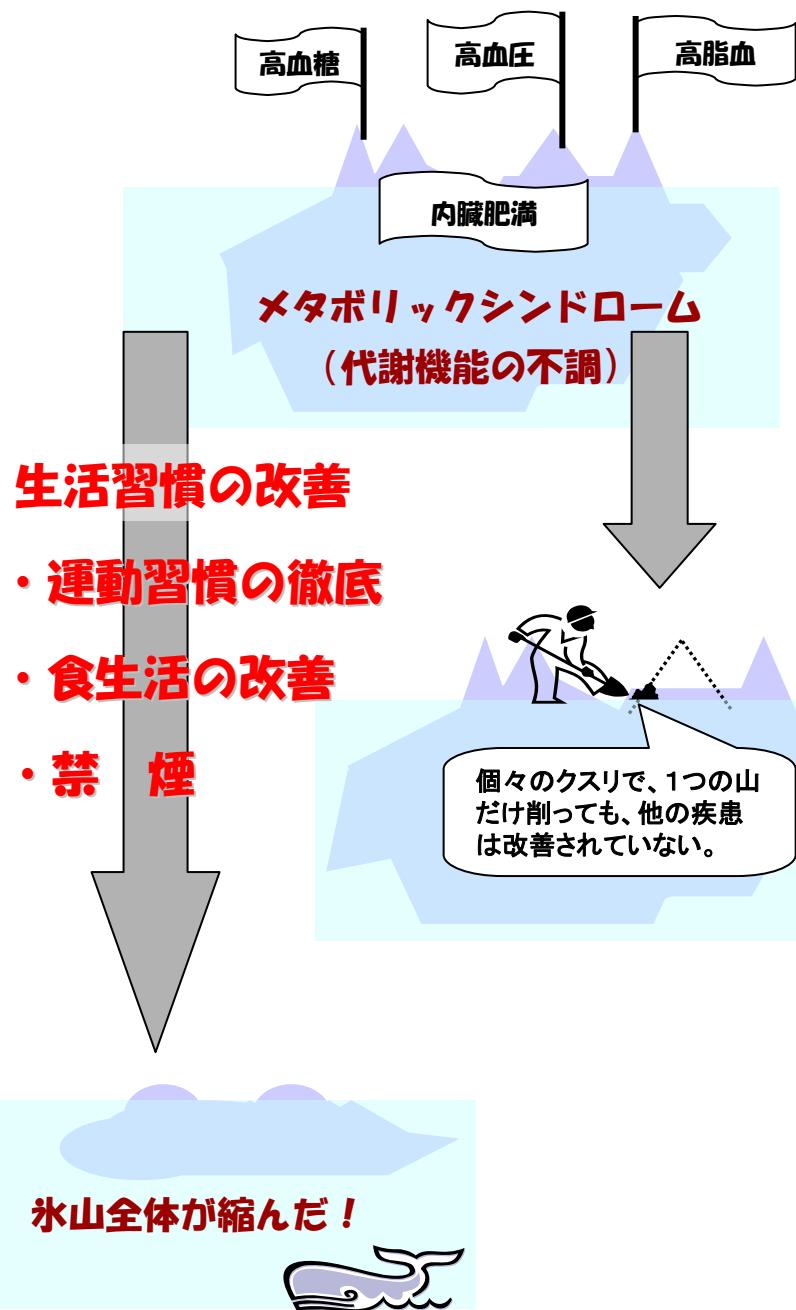 高血糖
高血圧
高脂血
内臓肥満
メタボリックシンドローム
（代謝機能の不調）
生活習慣の改善
・運動習慣の徹底
・食生活の改善
・禁　煙
個々のクスリで、１つの山
だけ削っても、他の疾患
は改善されていない。
氷山全体が縮んだ！